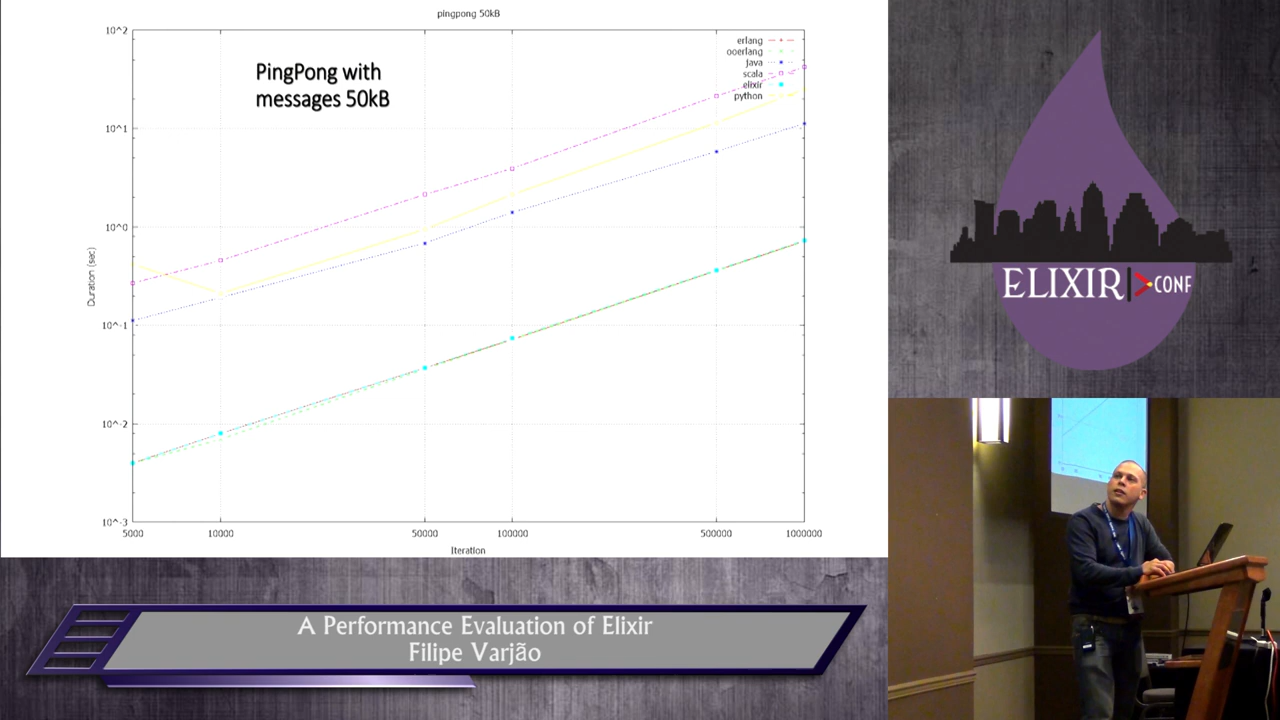 pingpong 50kB
PingPong with
messages 50kB
erlang
ooerlang
java
scala
elixir
python
10^2
10^1
10^0
10^-1
10^-2
10^-3
Duration (sec)
5000 10000 50000 100000 500000 1000000
Iteration
ELIXIR CONF
A Performance Evaluation of Elixir
Filipe Varjão